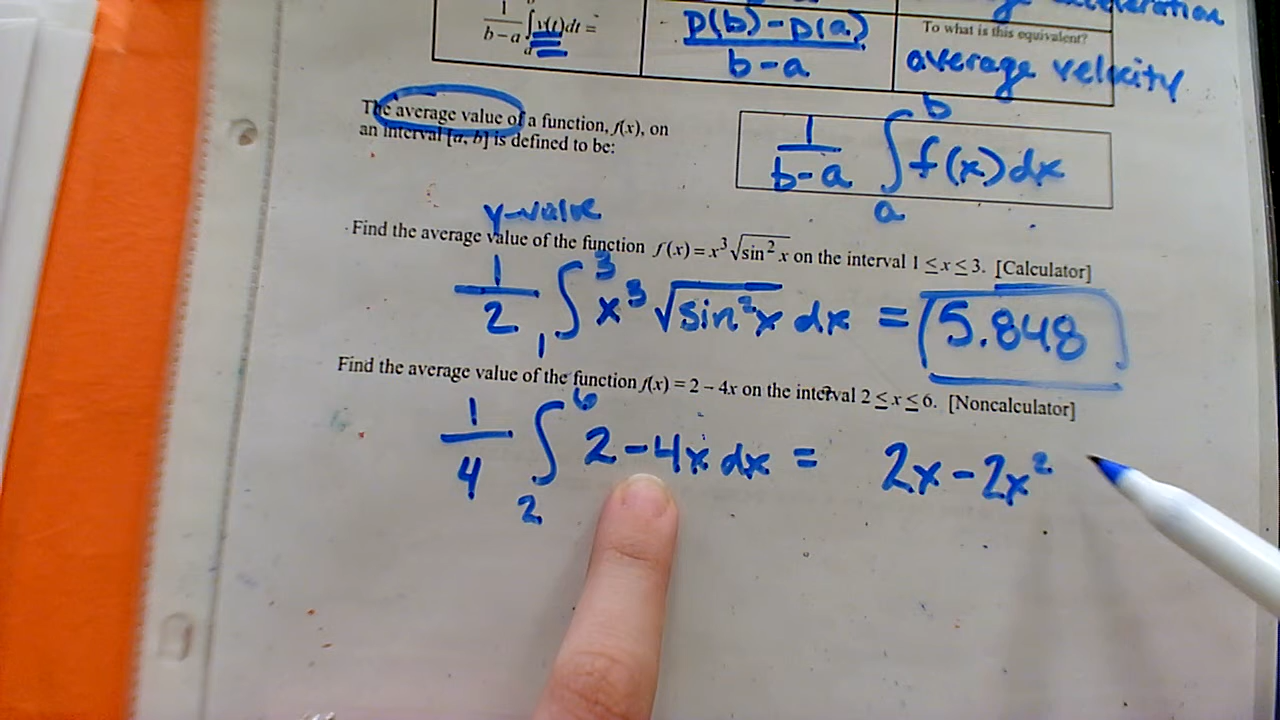 1/(b−a) ∫ₐᵇ v(t)dt =
p(b) - p(a)
b-a
To what is this equivalent?
average velocity
The average value of a function, f(x), on
an interval [a, b] is defined to be:
1/(b-a) ∫ₐᵇ f(x)dx
y-value
Find the average value of the function f(x) = x³√(sin² x) on the interval 1 ≤ x ≤ 3. [Calculator]
1/2 ∫₁³ x³ √(sin²x) dx = 5.848
Find the average value of the function f(x) = 2 – 4x on the interval 2 ≤ x ≤ 6. [Noncalculator]
1/4 ∫₂⁶ 2-4x dx = 2x-2x²